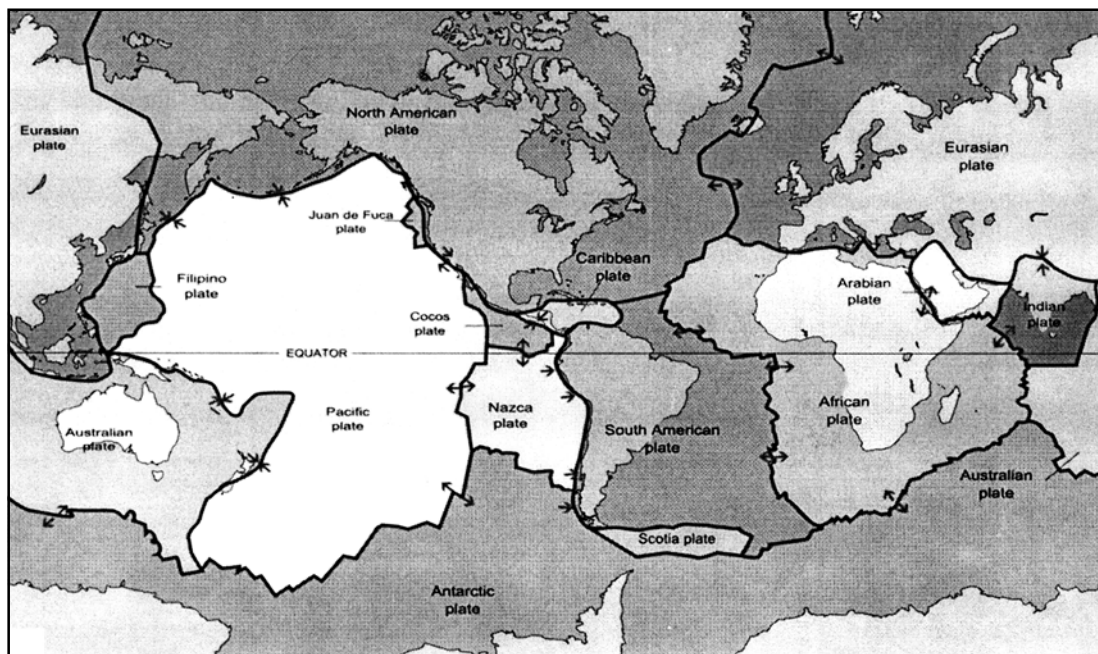 North American
plate
Eurasian
plate
Eurasian
plate
Juan de Fuca
plate
Caribbean
plate
Filipino
plate
Arabian
plate
Indian
plate
Cocos
plate
EQUATOR
Nazca
plate
African
plate
Pacific
plate
Australian
plate
South American
plate
Australian
plate
Scotia plate
Antarctic
plate